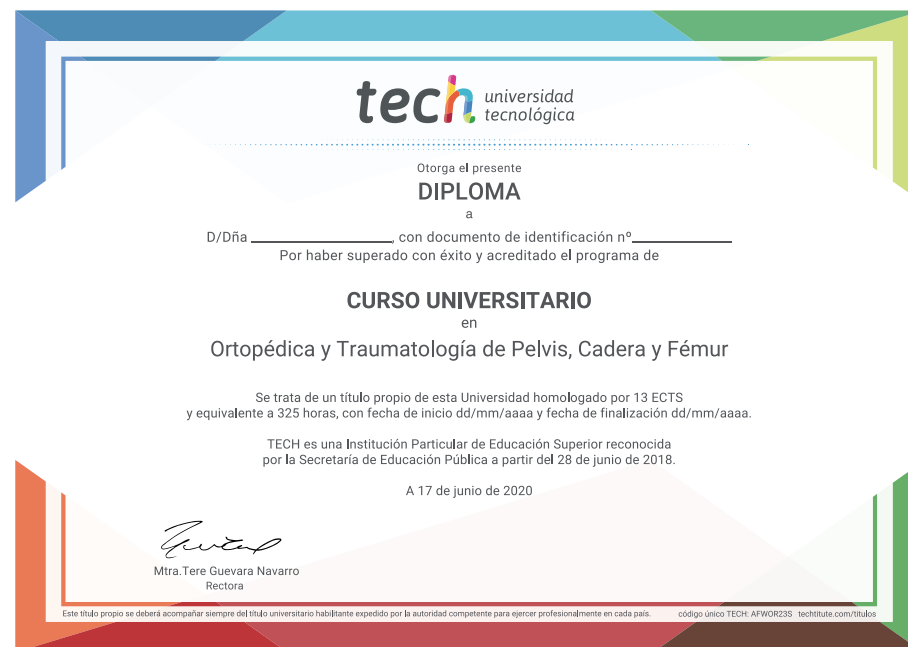 tech universidad
tecnológica
Otorga el presente
DIPLOMA
a
D/Dña ____________________, con documento de identificación nº______________
Por haber superado con éxito y acreditado el programa de
CURSO UNIVERSITARIO
en
Ortopédica y Traumatología de Pelvis, Cadera y Fémur
Se trata de un título propio de esta Universidad homologado por 13 ECTS
y equivalente a 325 horas, con fecha de inicio dd/mm/aaaa y fecha de finalización dd/mm/aaaa.
TECH es una Institución Particular de Educación Superior reconocida
por la Secretaría de Educación Pública a partir del 28 de junio de 2018.
A 17 de junio de 2020
Mtra.Tere Guevara Navarro
Rectora
Este título propio se deberá acompañar siempre del título universitario habilitante expedido por la autoridad competente para ejercer profesionalmente en cada país. código único TECH: AFWOR23S techtitute.com/titulos